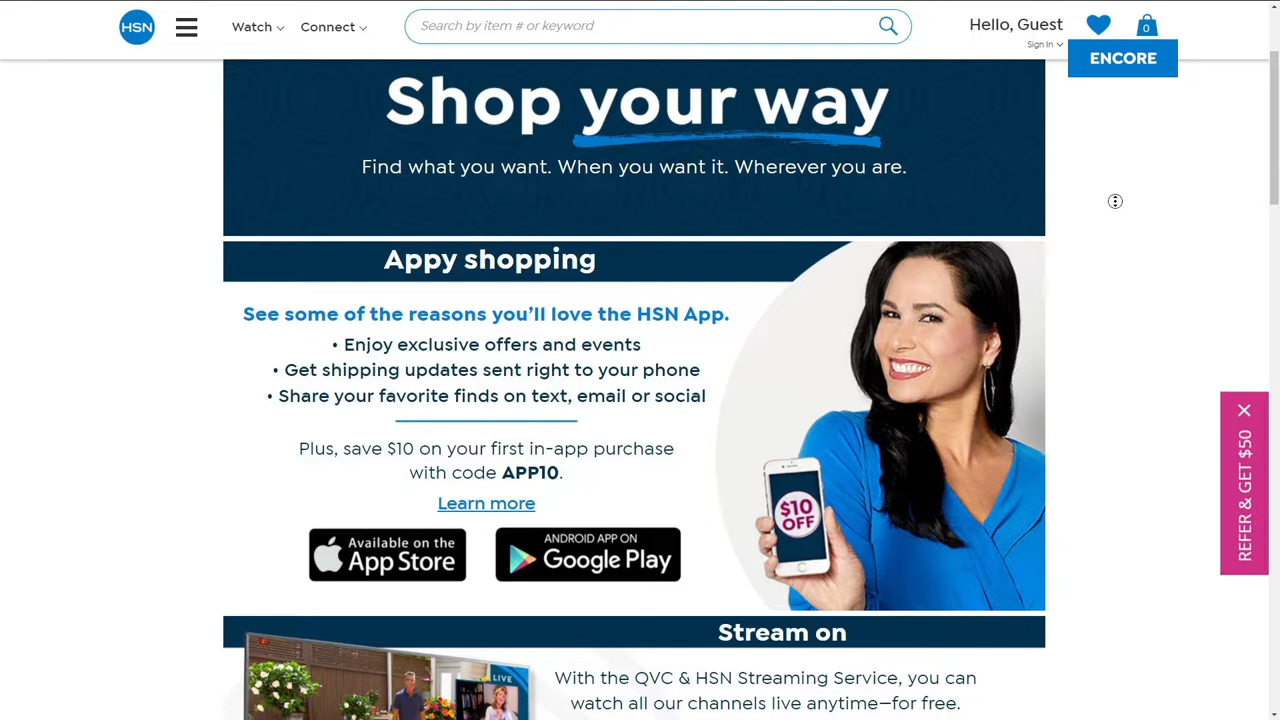 HSN
Watch
Connect
Search by item # or keyword
Hello, Guest
Sign In
0
ENCORE
Shop your way
Find what you want. When you want it. Wherever you are.
Appy shopping
See some of the reasons you’ll love the HSN App.
• Enjoy exclusive offers and events
• Get shipping updates sent right to your phone
• Share your favorite finds on text, email or social
Plus, save $10 on your first in-app purchase
with code APP10.
Learn more
Available on the
App Store
ANDROID APP ON
Google Play
$10
OFF
REFER & GET $50
Stream on
LIVE
With the QVC & HSN Streaming Service, you can
watch all our channels live anytime—for free.